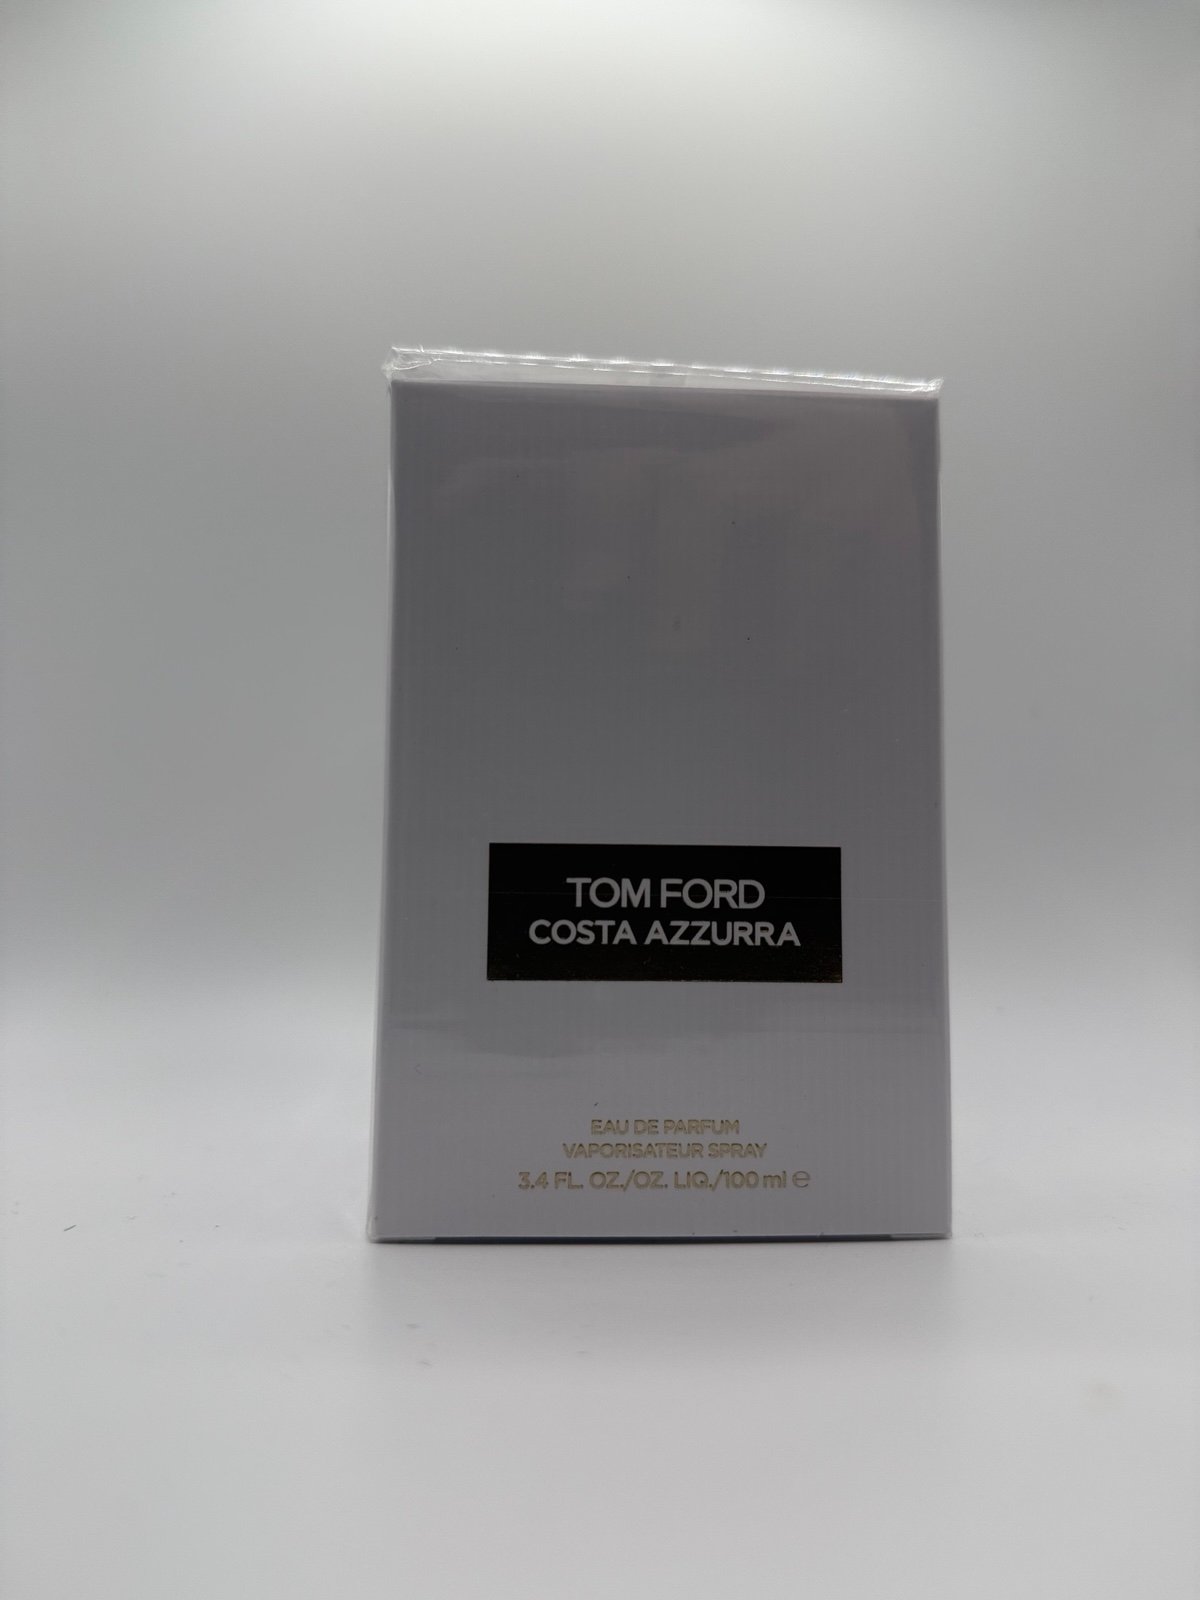 TOM FORD
COSTA AZZURRA
EAU DE PARFUM
VAPORISATEUR SPRAY
3.4 FL. OZ./OZ. LIQ./100 ml ℮